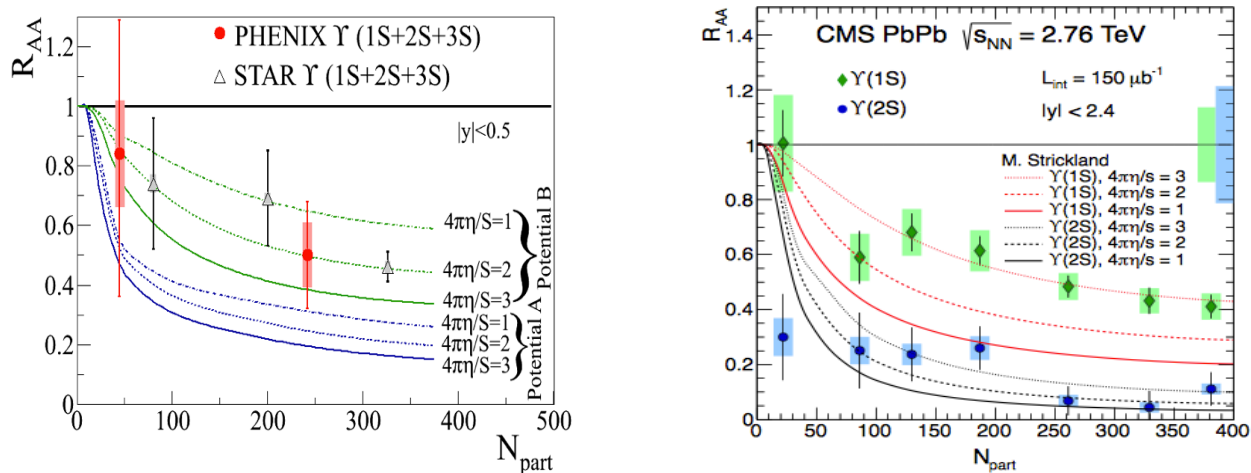 R_AA
PHENIX ϒ (1S+2S+3S)
STAR ϒ (1S+2S+3S)
|y|<0.5
4πη/S=1
4πη/S=2
4πη/S=3
Potential B
4πη/S=1
4πη/S=2
4πη/S=3
Potential A
1
0.8
0.6
0.4
0.2
0
0 100 200 300 400 500
N_part
R_AA
CMS PbPb √s_NN = 2.76 TeV
ϒ(1S)
ϒ(2S)
L_int = 150 μb⁻¹
|y| < 2.4
M. Strickland
ϒ(1S), 4πη/s = 3
ϒ(1S), 4πη/s = 2
ϒ(1S), 4πη/s = 1
ϒ(2S), 4πη/s = 3
ϒ(2S), 4πη/s = 2
ϒ(2S), 4πη/s = 1
1.4
1.2
1
0.8
0.6
0.4
0.2
0
0 50 100 150 200 250 300 350 400
N_part